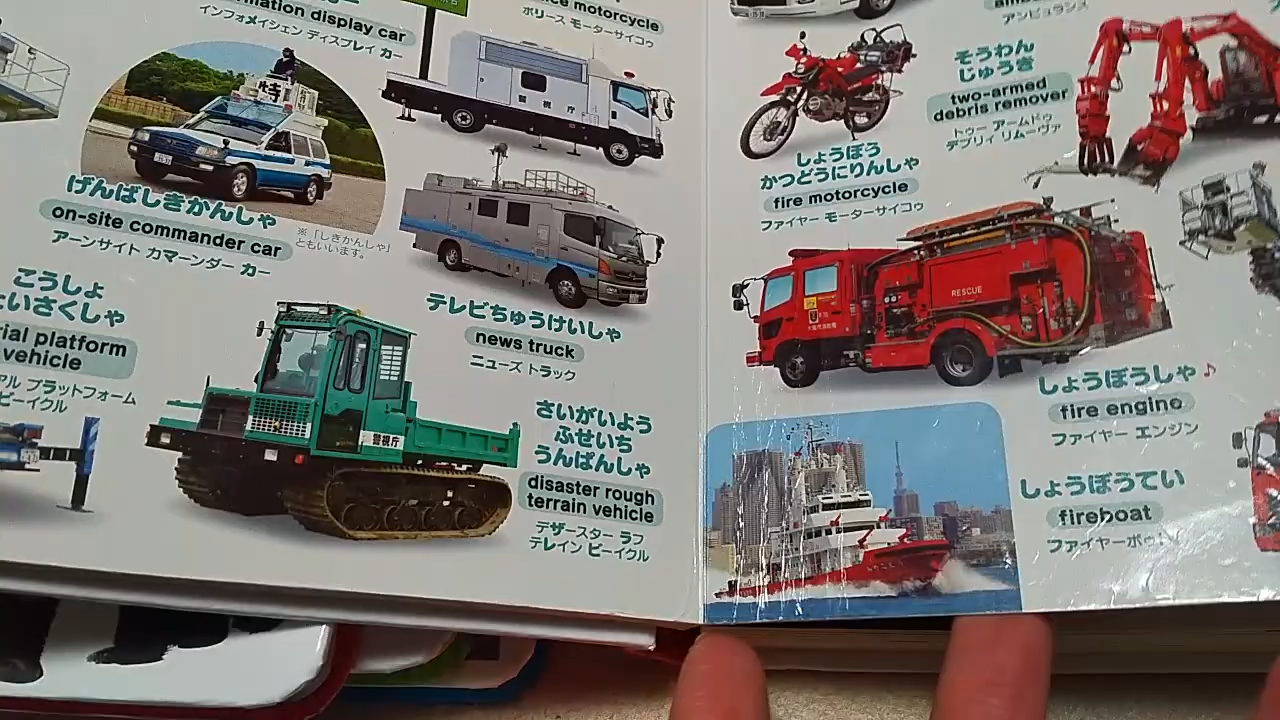 mation display car
インフォメイシェン ディスプレイ カー
ce motorcycle
ポリース モーターサイコゥ
警視庁
げんばしきかんしゃ
on-site commander car
アーンサイト カマーンダー カー
※「しきかんしゃ」
ともいいます。
テレビちゅうけいしゃ
news truck
ニューズ トラック
こうしょ
さくしゃ
rial platform
vehicle
アル プラットフォーム
ビーイクル
警視庁
さいがいよう
ふせいち
うんぱんしゃ
disaster rough
terrain vehicle
デザースター ラフ
テレイン ビーイクル
アンビュランス
そうわん
じゅうき
two-armed
debris remover
トゥー アームドゥ
デブリィ リムーヴァ
しょうぼう
かつどうにりんしゃ
fire motorcycle
ファイヤー モーターサイコゥ
RESCUE
しょうぼうしゃ♪
fire engine
ファイヤー エンジン
しょうぼうてい
fireboat